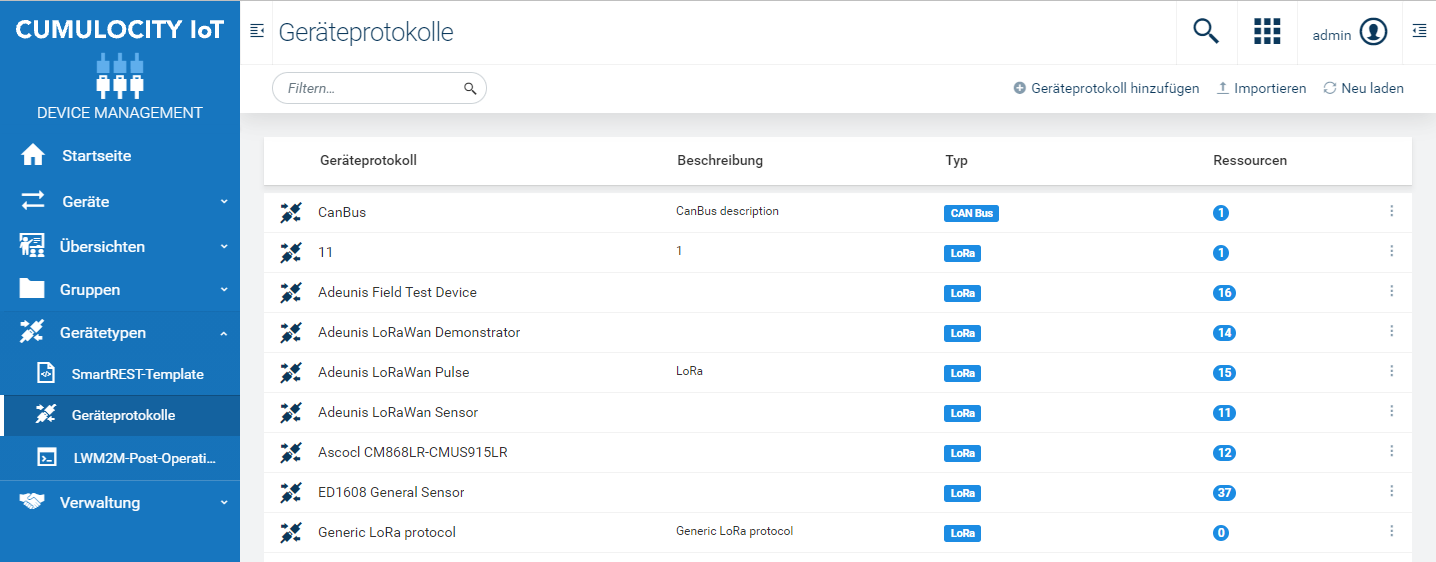 CUMULOCITY IoT
DEVICE MANAGEMENT
Startseite
Geräte
Übersichten
Gruppen
Gerätetypen
SmartREST-Template
Geräteprotokolle
LWM2M-Post-Operati...
Verwaltung
Geräteprotokolle
admin
Filtern...
Geräteprotokoll hinzufügen Importieren Neu laden
Geräteprotokoll Beschreibung Typ Ressourcen
CanBus CanBus description CAN Bus 1
11 1 LoRa 1
Adeunis Field Test Device LoRa 16
Adeunis LoRaWan Demonstrator LoRa 14
Adeunis LoRaWan Pulse LoRa LoRa 15
Adeunis LoRaWan Sensor LoRa 11
Ascocl CM868LR-CMUS915LR LoRa 12
ED1608 General Sensor LoRa 37
Generic LoRa protocol Generic LoRa protocol LoRa 0